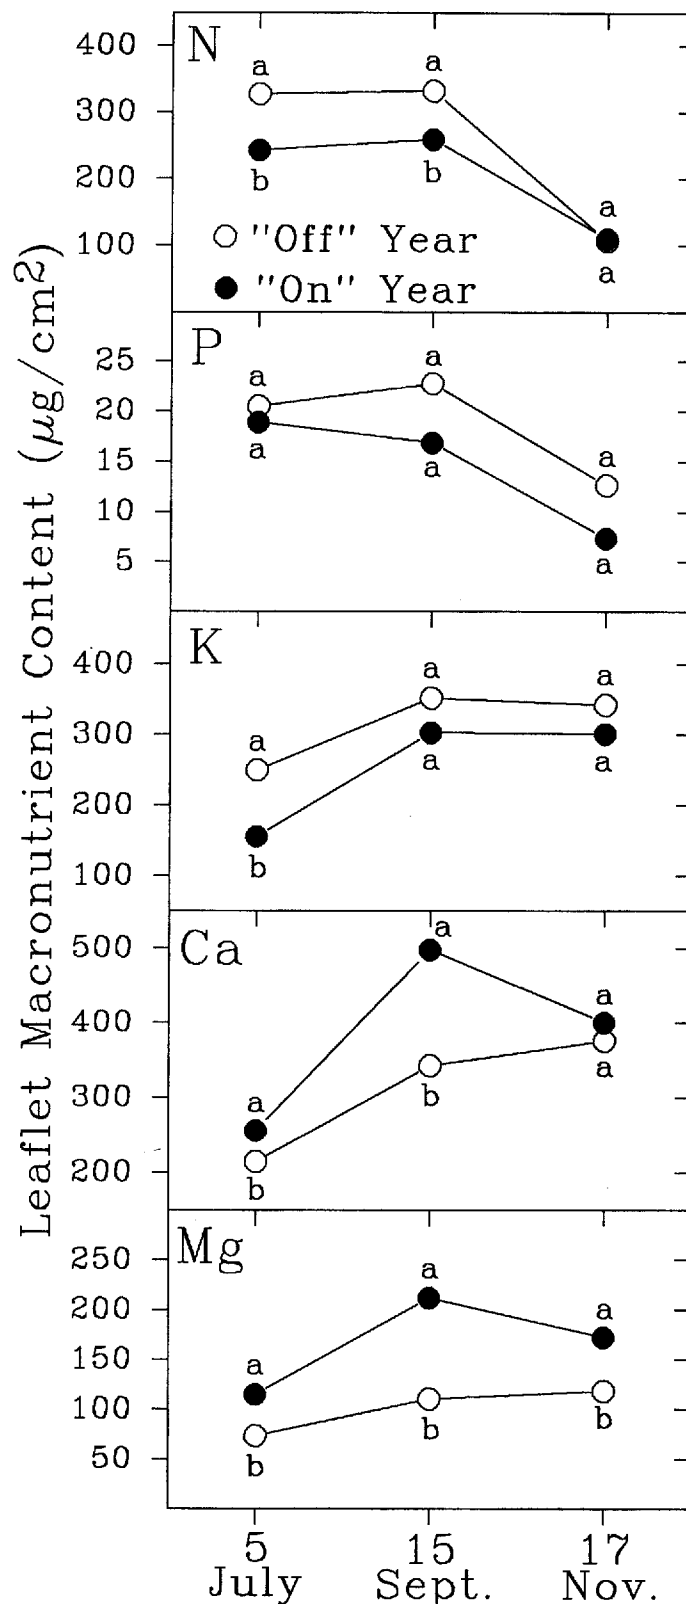 Leaflet Macronutrient Content (μg/cm²)
N
400
300
200
100
a
a
b
b
a
a
"Off" Year
"On" Year
P
25
20
15
10
5
a
a
a
a
a
a
K
400
300
200
100
a
a
a
b
a
a
Ca
500
400
300
200
a
a
a
b
b
a
Mg
250
200
150
100
50
a
a
a
b
b
b
5 15 17
July Sept. Nov.